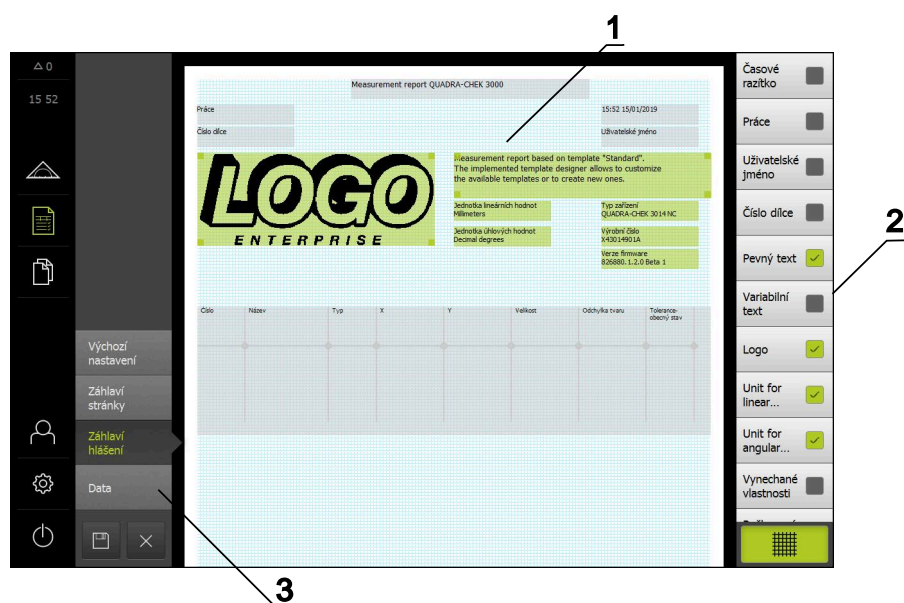 1
0
15 52
Measurement report QUADRA-CHEK 3000
Práce
15:52 15/01/2019
Číslo dílce
Uživatelské jméno
LOGO
ENTERPRISE
Measurement report based on template "Standard".
The implemented template designer allows to customize
the available templates or to create new ones.
Jednotka lineárních hodnot
Millimeters
Typ zařízení
QUADRA-CHEK 3014 NC
Jednotka úhlových hodnot
Decimal degrees
Výrobní číslo
X43014901A
Verze firmware
826880.1.2.0 Beta 1
Číslo
Název
Typ
X
Y
Velikost
Odchylka tvaru
Tolerance-
obecný stav
Výchozí
nastavení
Záhlaví
stránky
Záhlaví
hlášení
Data
Časové
razítko
Práce
Uživatelské
jméno
Číslo dílce
Pevný text
Variabilní
text
Logo
Unit for
linear...
Unit for
angular...
Vynechané
vlastnosti
2
3